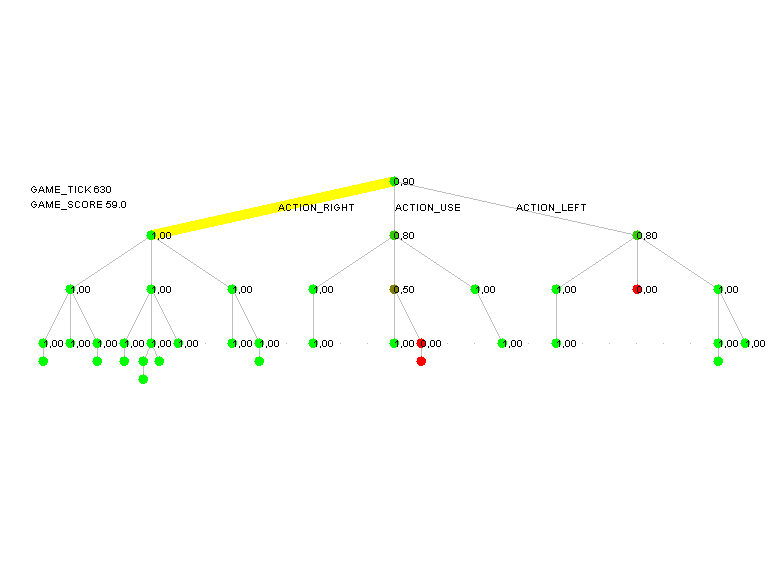 0,90
GAME_TICK 630
GAME_SCORE 59.0
ACTION_RIGHT ACTION_USE ACTION_LEFT
1,00 0,80 0,80
1,00 1,00 1,00 1,00 0,50 1,00 1,00 0,00 1,00
1,00 1,00 1,00 1,00 1,00 1,00 1,00 1,00 1,00 1,00 0,00 1,00 1,00 1,00 1,00